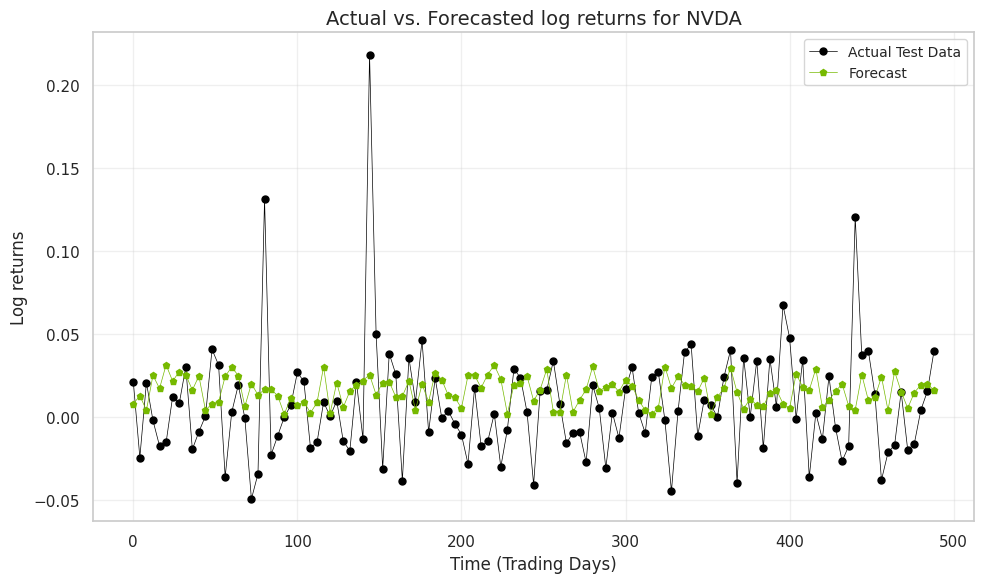 Actual vs. Forecasted log returns for NVDA
Actual Test Data
Forecast
0.20
0.15
0.10
0.05
0.00
−0.05
Log returns
0
100
200
300
400
500
Time (Trading Days)